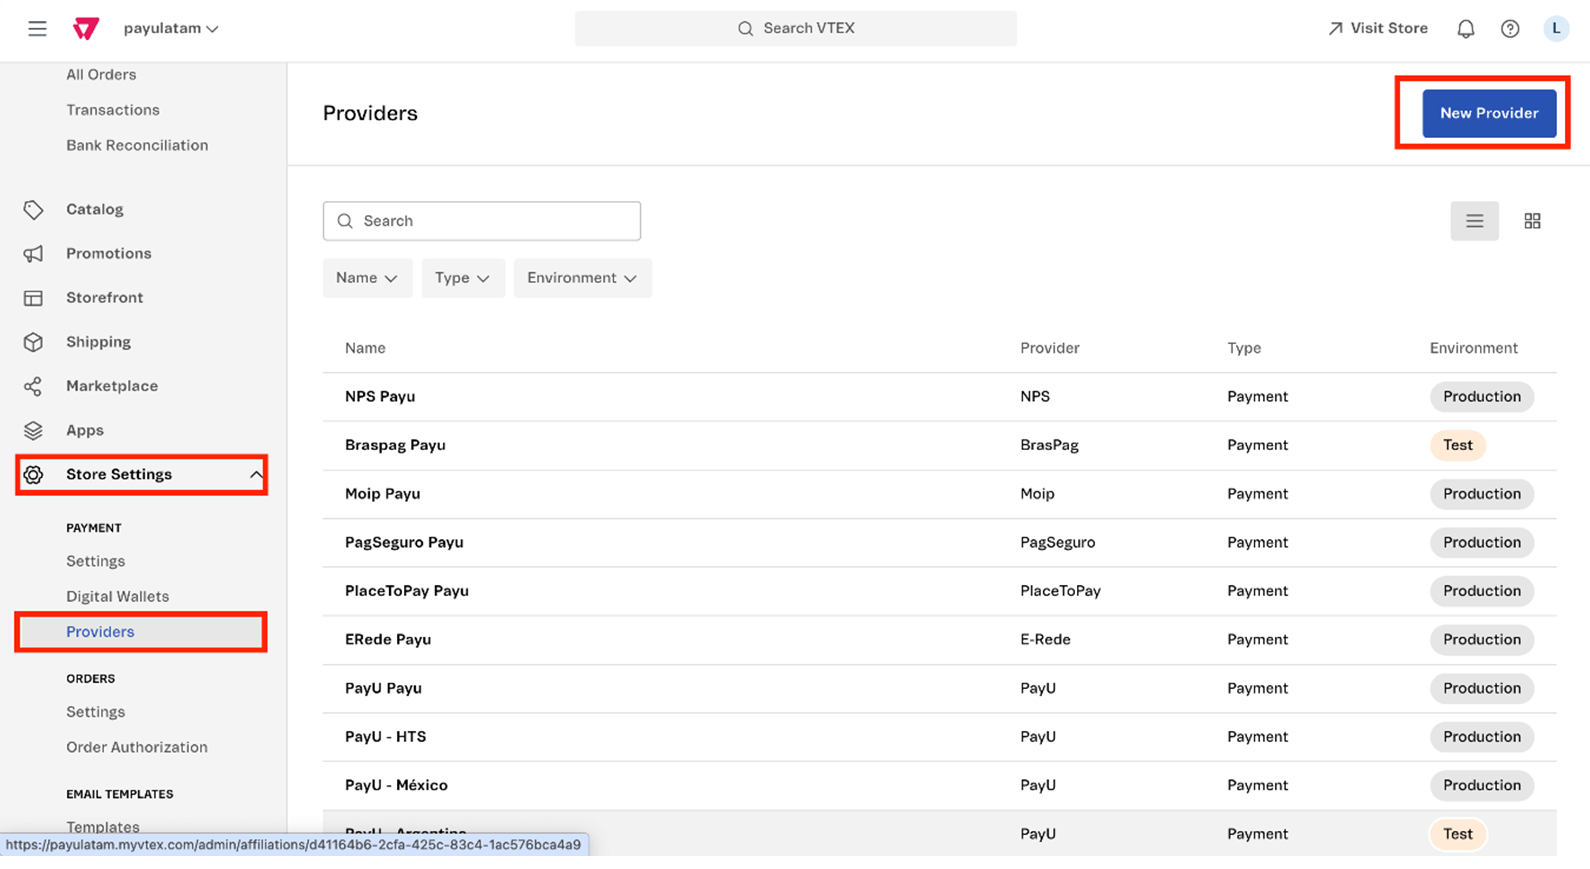 payulatam
Search VTEX
Visit Store
L
All Orders
Transactions
Bank Reconciliation
Catalog
Promotions
Storefront
Shipping
Marketplace
Apps
Store Settings
PAYMENT
Settings
Digital Wallets
Providers
ORDERS
Settings
Order Authorization
EMAIL TEMPLATES
Templates
Providers
New Provider
Search
Name Type Environment
Name Provider Type Environment
NPS Payu NPS Payment Production
Braspag Payu BrasPag Payment Test
Moip Payu Moip Payment Production
PagSeguro Payu PagSeguro Payment Production
PlaceToPay Payu PlaceToPay Payment Production
ERede Payu E-Rede Payment Production
PayU Payu PayU Payment Production
PayU - HTS PayU Payment Production
PayU - México PayU Payment Production
PayU - Argentina PayU Payment Test
https://payulatam.myvtex.com/admin/affiliations/d41164b6-2cfa-425c-83c4-1ac576bca4a9